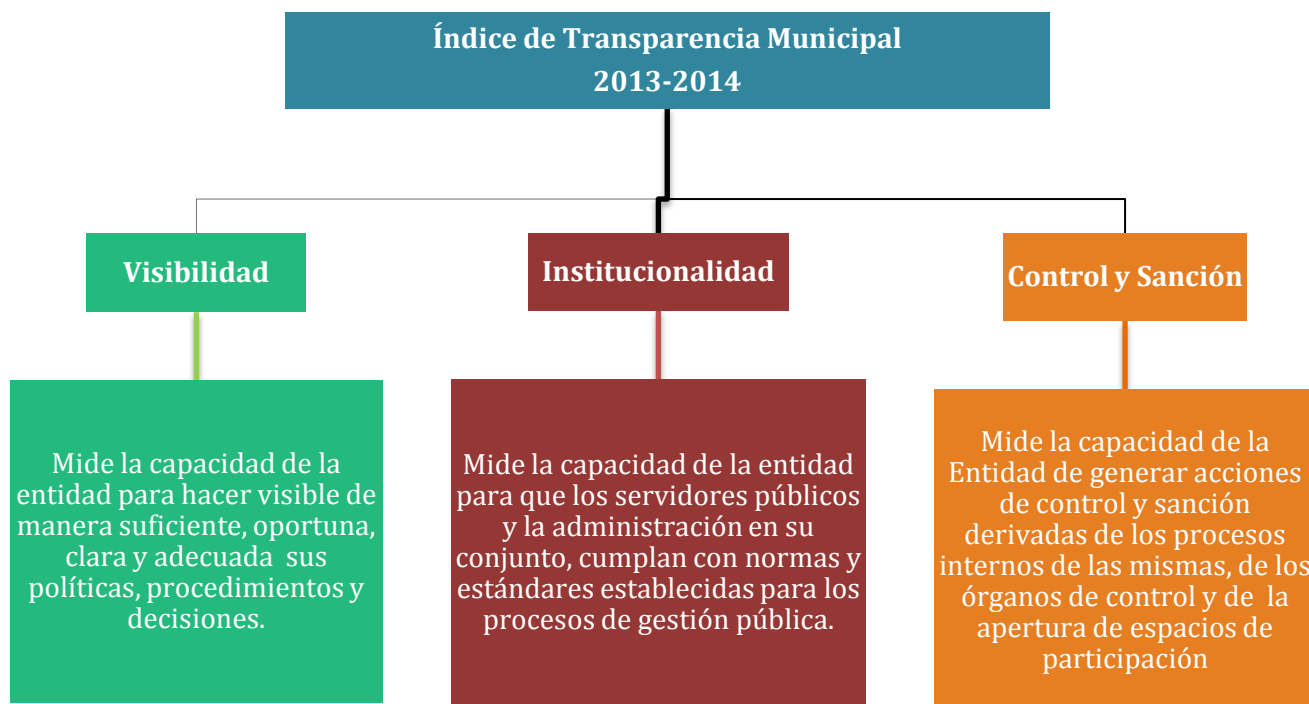 Índice de Transparencia Municipal
2013-2014
Visibilidad
Institucionalidad
Control y Sanción
Mide la capacidad de la
entidad para hacer visible de
manera suficiente, oportuna,
clara y adecuada sus
políticas, procedimientos y
decisiones.
Mide la capacidad de la entidad
para que los servidores públicos
y la administración en su
conjunto, cumplan con normas y
estándares establecidas para los
procesos de gestión pública.
Mide la capacidad de la
Entidad de generar acciones
de control y sanción
derivadas de los procesos
internos de las mismas, de los
órganos de control y de la
apertura de espacios de
participación